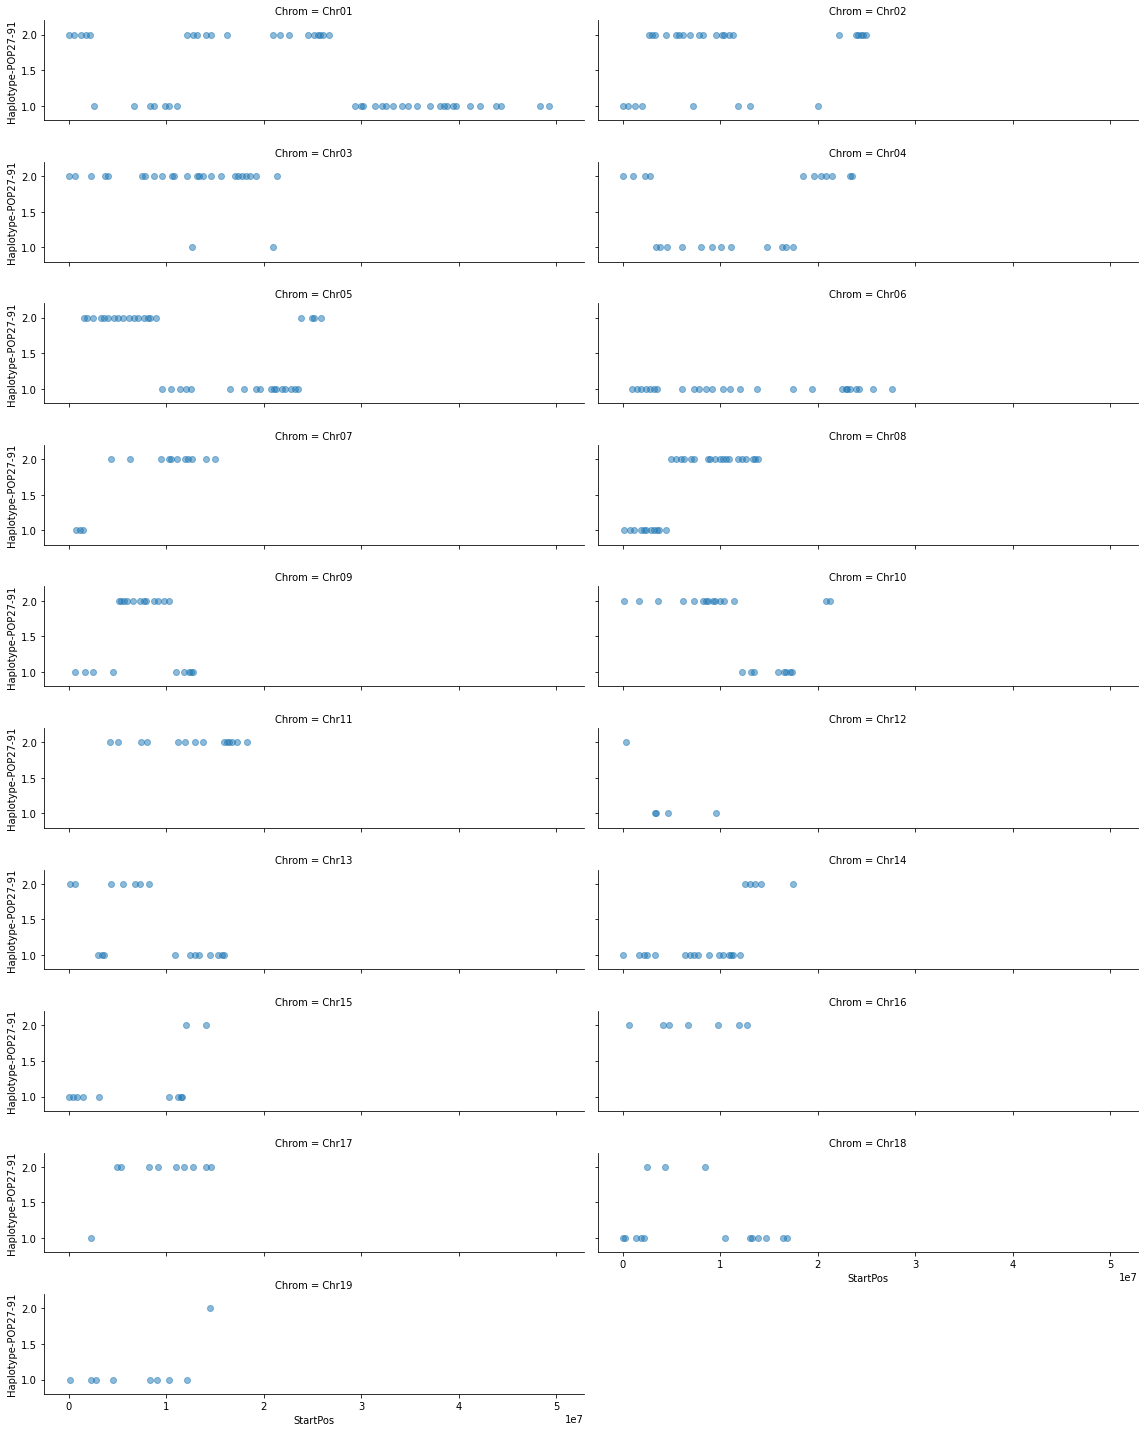 Chrom = Chr01
Chrom = Chr02
Haplotype-POP27-91
2.0
1.5
1.0
Chrom = Chr03
Chrom = Chr04
Haplotype-POP27-91
2.0
1.5
1.0
Chrom = Chr05
Chrom = Chr06
Haplotype-POP27-91
2.0
1.5
1.0
Chrom = Chr07
Chrom = Chr08
Haplotype-POP27-91
2.0
1.5
1.0
Chrom = Chr09
Chrom = Chr10
Haplotype-POP27-91
2.0
1.5
1.0
Chrom = Chr11
Chrom = Chr12
Haplotype-POP27-91
2.0
1.5
1.0
Chrom = Chr13
Chrom = Chr14
Haplotype-POP27-91
2.0
1.5
1.0
Chrom = Chr15
Chrom = Chr16
Haplotype-POP27-91
2.0
1.5
1.0
Chrom = Chr17
Chrom = Chr18
Haplotype-POP27-91
2.0
1.5
1.0
0 1 2 3 4 5
StartPos
1e7
Chrom = Chr19
Haplotype-POP27-91
2.0
1.5
1.0
0 1 2 3 4 5
StartPos
1e7